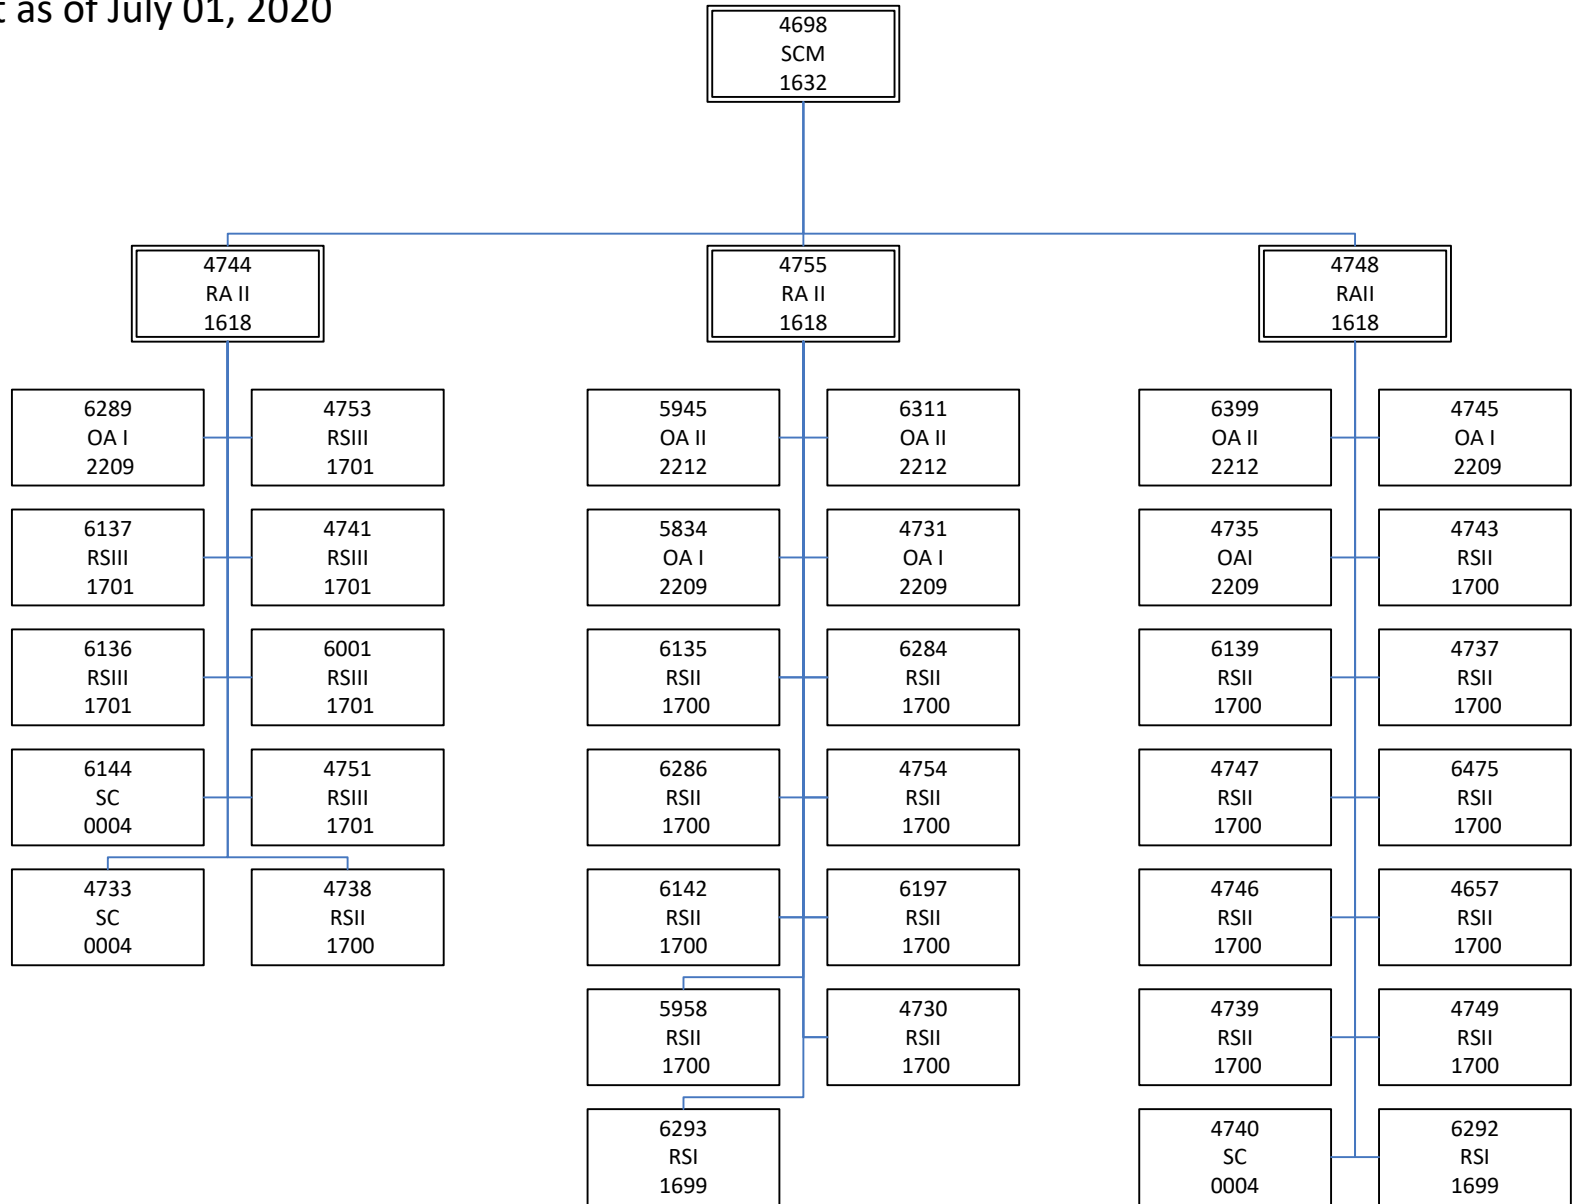 t as of July 01, 2020
4698
SCM
1632
4744
RA II
1618
4755
RA II
1618
4748
RAII
1618
6289
OA I
2209
4753
RSIII
1701
6137
RSIII
1701
4741
RSIII
1701
6136
RSIII
1701
6001
RSIII
1701
6144
SC
0004
4751
RSIII
1701
4733
SC
0004
4738
RSII
1700
5945
OA II
2212
6311
OA II
2212
5834
OA I
2209
4731
OA I
2209
6135
RSII
1700
6284
RSII
1700
6286
RSII
1700
4754
RSII
1700
6142
RSII
1700
6197
RSII
1700
5958
RSII
1700
4730
RSII
1700
6293
RSI
1699
6399
OA II
2212
4745
OA I
2209
4735
OAI
2209
4743
RSII
1700
6139
RSII
1700
4737
RSII
1700
4747
RSII
1700
6475
RSII
1700
4746
RSII
1700
4657
RSII
1700
4739
RSII
1700
4749
RSII
1700
4740
SC
0004
6292
RSI
1699